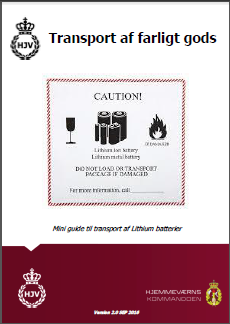 HJV
Transport af farligt gods
CAUTION!
Lithium Ion battery
Lithium metal battery
DO NOT LOAD OR TRANSPORT
PACKAGE IF DAMAGED
For more information, call
Mini guide til transport af Lithium batterier
HJV
HJEMMEVÆRNS
KOMMANDOEN
Version 2.0 SEP 2018